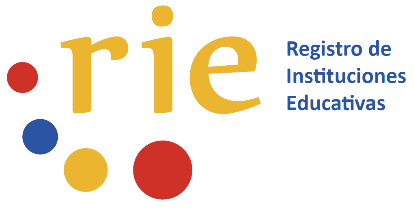 rie
Registro de
Instituciones
Educativas